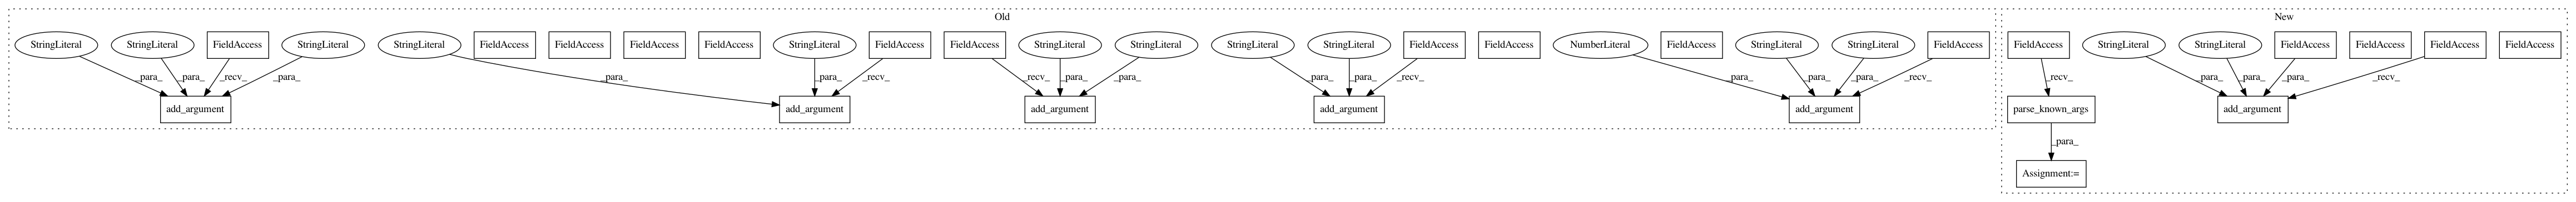 Old New
StringLiteral StringLiteral FieldAccess StringLiteral StringLiteral FieldAccess FieldAccess FieldAccess FieldAccess StringLiteral FieldAccess FieldAccess StringLiteral StringLiteral StringLiteral StringLiteral FieldAccess FieldAccess NumberLiteral FieldAccess StringLiteral StringLiteral FieldAccess FieldAccess StringLiteral StringLiteral FieldAccess FieldAccess FieldAccess FieldAccess
_para_ _para_ _recv_ _para_ _para_ _para_ _recv_ _recv_ _para_ _para_ _para_ _para_ _recv_ _para_ _para_ _para_ _recv_ _recv_ _para_ _para_ _para_ _recv_
add_argument add_argument add_argument add_argument add_argument parse_known_args add_argument
_para_
Assignment:=